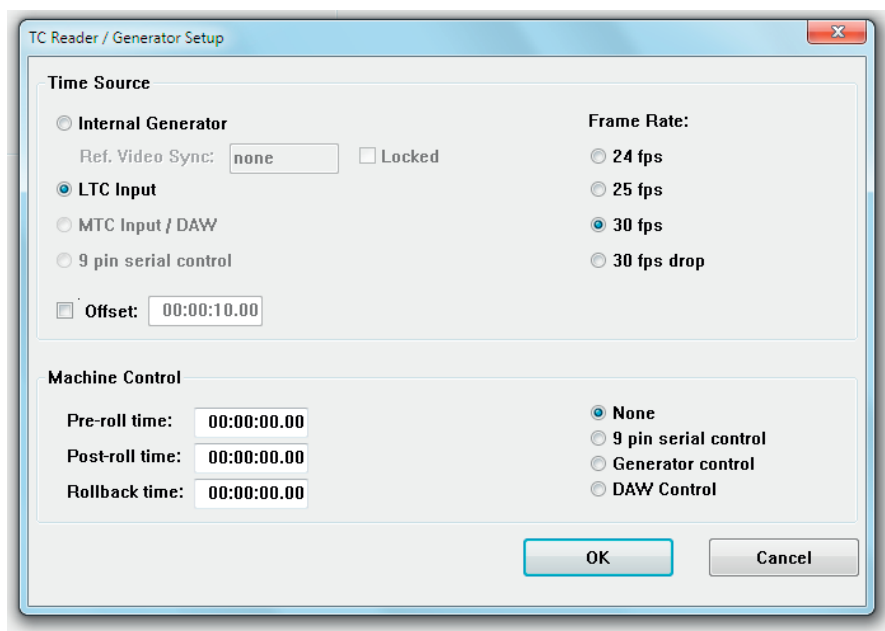 TC Reader / Generator Setup
Time Source
Internal Generator
Frame Rate:
Ref. Video Sync: none Locked
24 fps
LTC Input
25 fps
MTC Input / DAW
30 fps
9 pin serial control
30 fps drop
Offset: 00:00:10.00
Machine Control
Pre-roll time: 00:00:00.00
None
9 pin serial control
Post-roll time: 00:00:00.00
Generator control
Rollback time: 00:00:00.00
DAW Control
OK Cancel